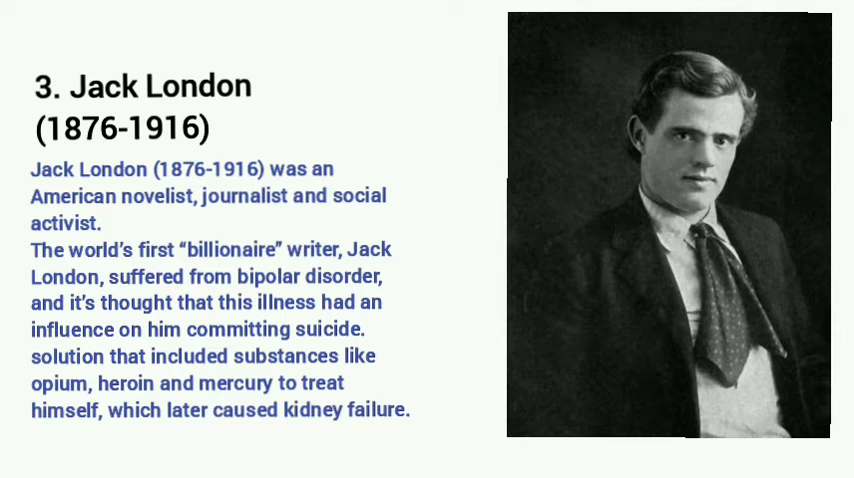 3. Jack London
(1876-1916)
Jack London (1876-1916) was an
American novelist, journalist and social
activist.
The world's first “billionaire” writer, Jack
London, suffered from bipolar disorder,
and it's thought that this illness had an
influence on him committing suicide.
solution that included substances like
opium, heroin and mercury to treat
himself, which later caused kidney failure.